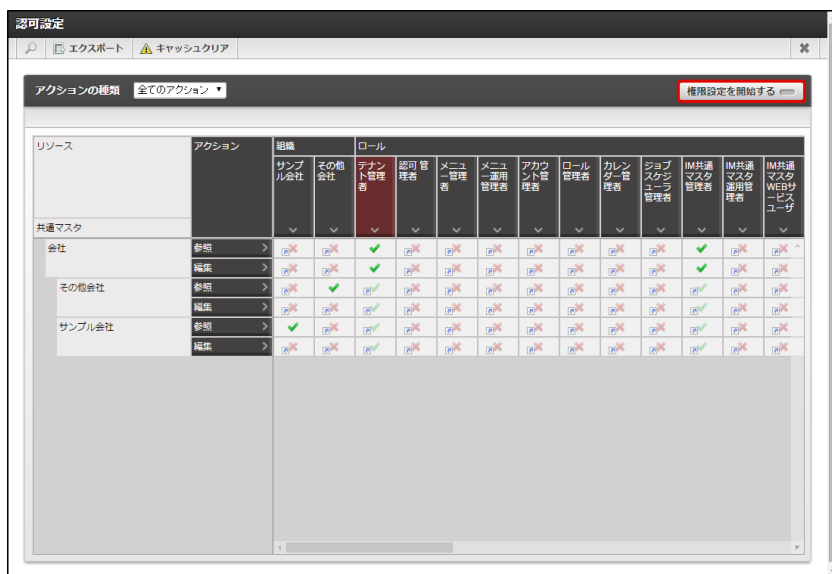 認可設定
エクスポート キャッシュクリア
アクションの種類 全てのアクション 権限設定を開始する
リソース アクション 組織 ロール
サンプル会社 その他会社 テナント管理者 認可管理者 メニュー管理者 メニュー運用管理者 アカウント管理者 ロール管理者 カレンダー管理者 ジョブスケジューラ管理者 IM共通マスタ管理者 IM共通マスタ運用管理者 IM共通マスタWEBサービスユーザ
共通マスタ
会社 参照
編集
その他会社 参照
編集
サンプル会社 参照
編集